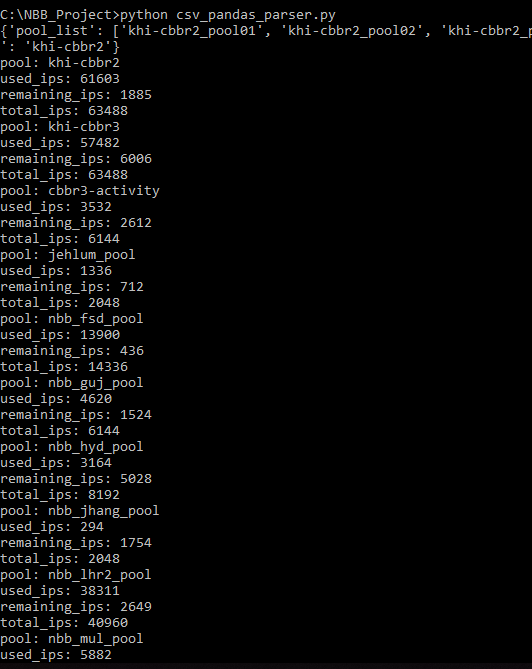 C:\NBB_Project>python csv_pandas_parser.py
{'pool_list': ['khi-cbbr2_pool01', 'khi-cbbr2_pool02', 'khi-cbbr2_p
': 'khi-cbbr2'}
pool: khi-cbbr2
used_ips: 61603
remaining_ips: 1885
total_ips: 63488
pool: khi-cbbr3
used_ips: 57482
remaining_ips: 6006
total_ips: 63488
pool: cbbr3-activity
used_ips: 3532
remaining_ips: 2612
total_ips: 6144
pool: jehlum_pool
used_ips: 1336
remaining_ips: 712
total_ips: 2048
pool: nbb_fsd_pool
used_ips: 13900
remaining_ips: 436
total_ips: 14336
pool: nbb_guj_pool
used_ips: 4620
remaining_ips: 1524
total_ips: 6144
pool: nbb_hyd_pool
used_ips: 3164
remaining_ips: 5028
total_ips: 8192
pool: nbb_jhang_pool
used_ips: 294
remaining_ips: 1754
total_ips: 2048
pool: nbb_lhr2_pool
used_ips: 38311
remaining_ips: 2649
total_ips: 40960
pool: nbb_mul_pool
used_ips: 5882